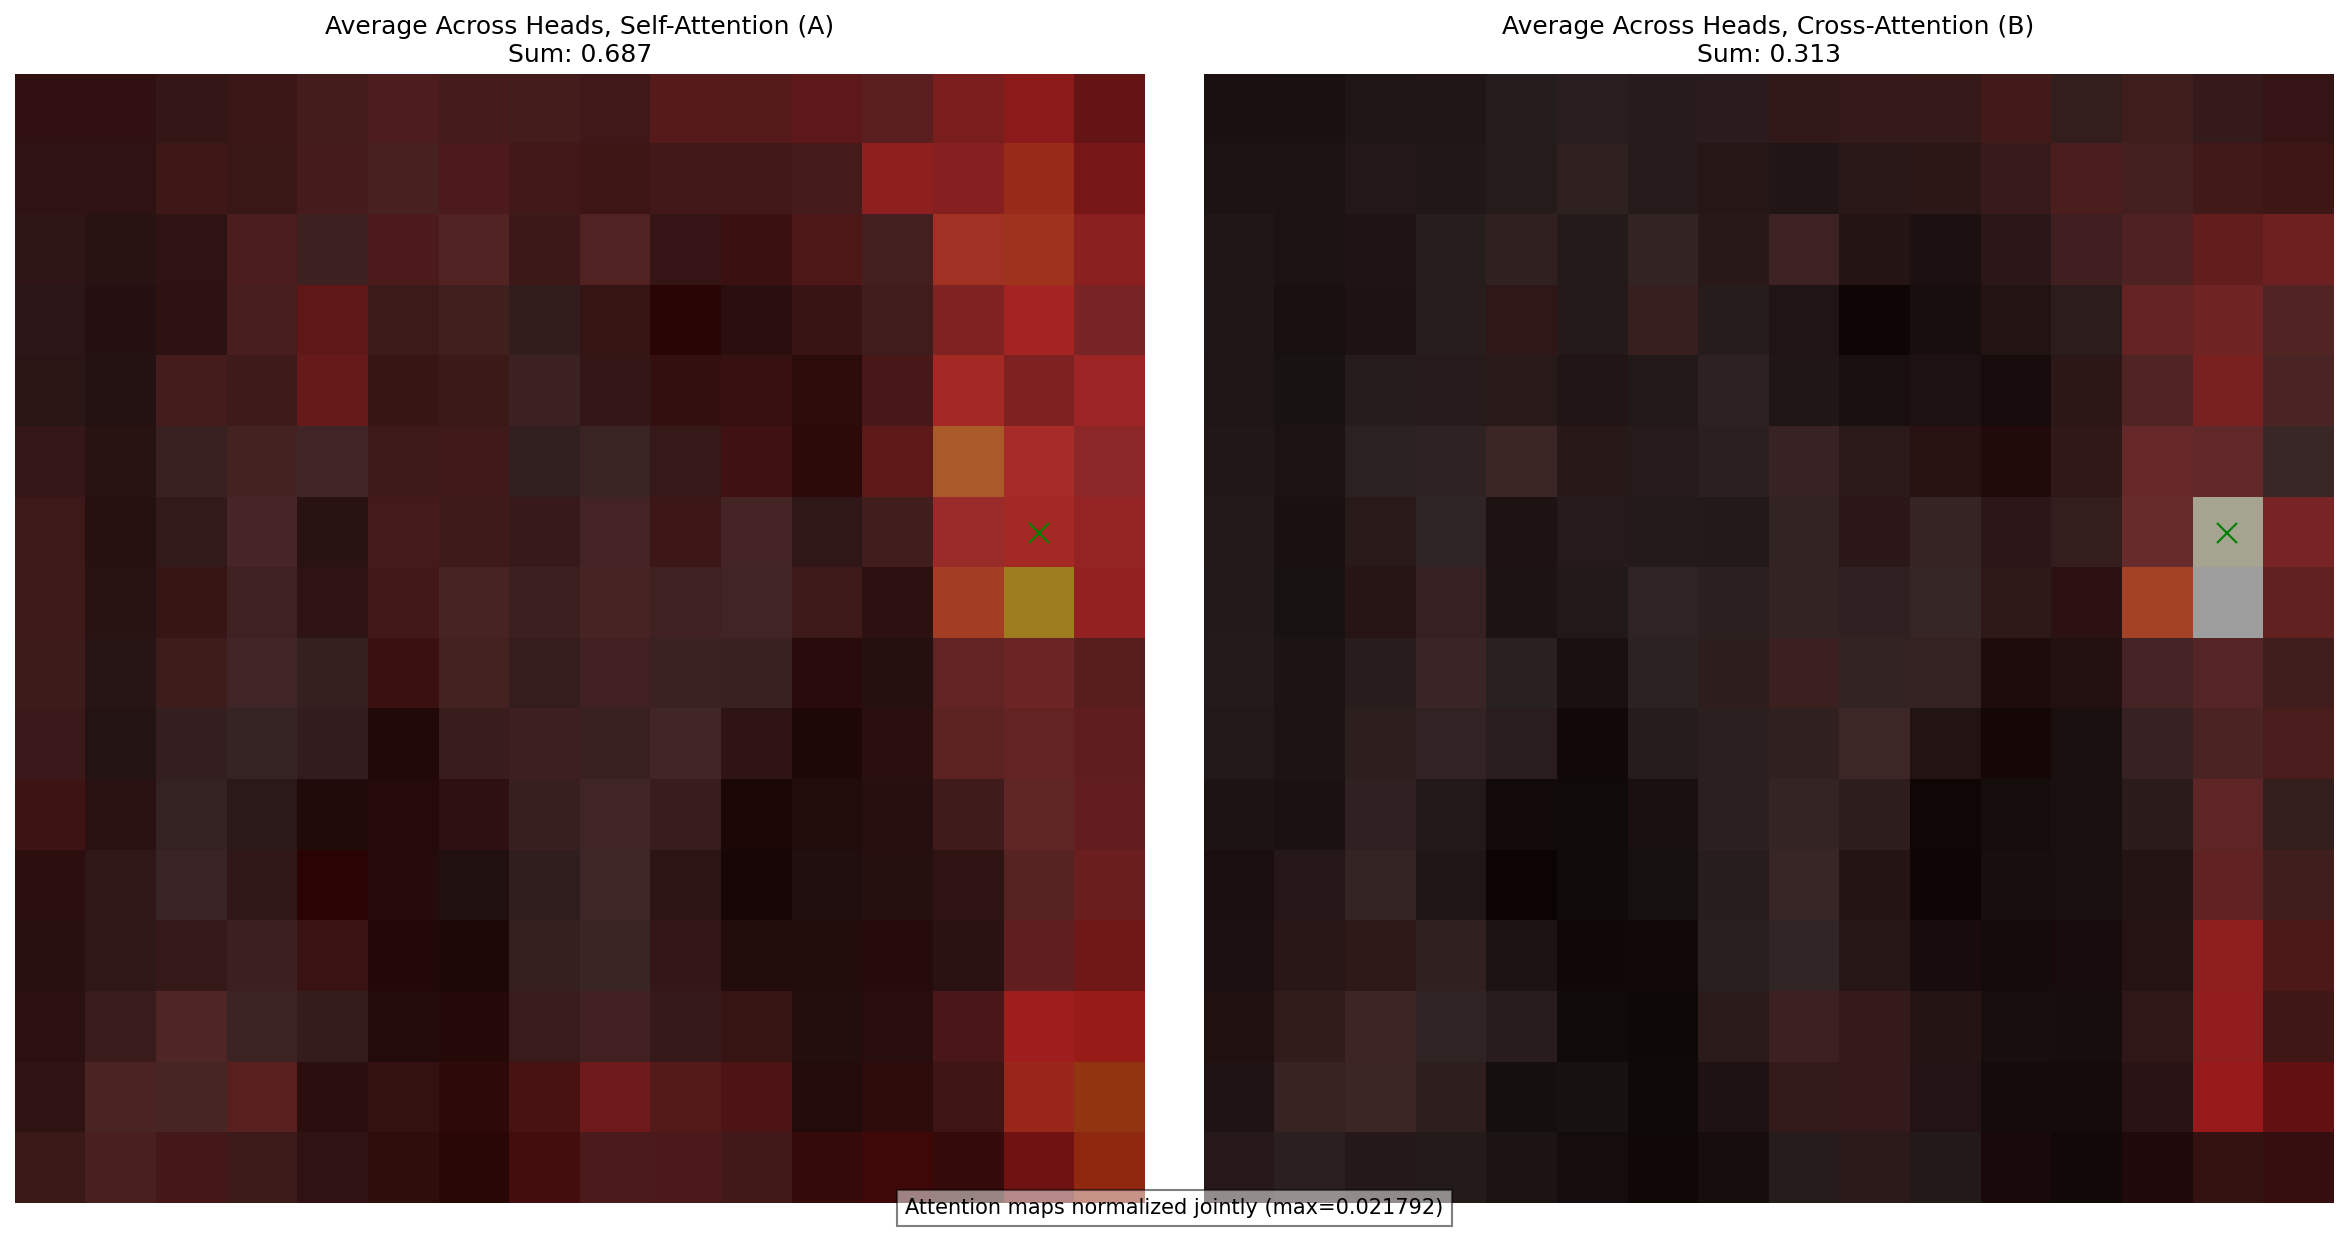 Average Across Heads, Self-Attention (A)
Sum: 0.687
Average Across Heads, Cross-Attention (B)
Sum: 0.313
Attention maps normalized jointly (max=0.021792)